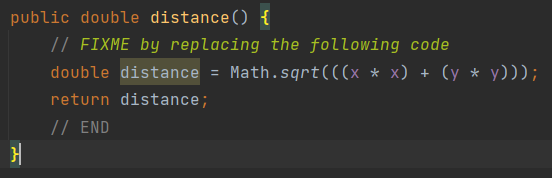 public double distance() {
// FIXME by replacing the following code
double distance = Math.sqrt(((x * x) + (y * y)));
return distance;
// END
}